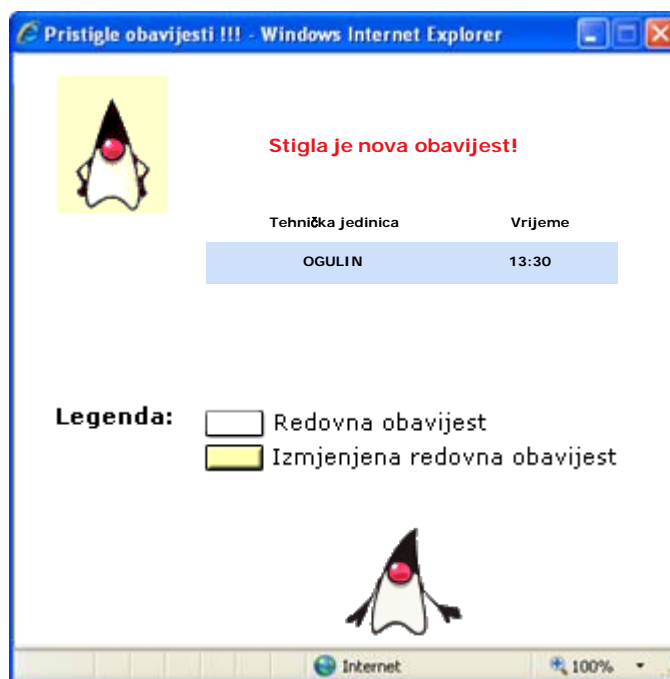 Pristigle obavijesti !!! - Windows Internet Explorer
Stigla je nova obavijest!
Tehnička jedinica Vrijeme
OGULIN 13:30
Legenda:
Redovna obavijest
Izmjenjena redovna obavijest
Internet 100%